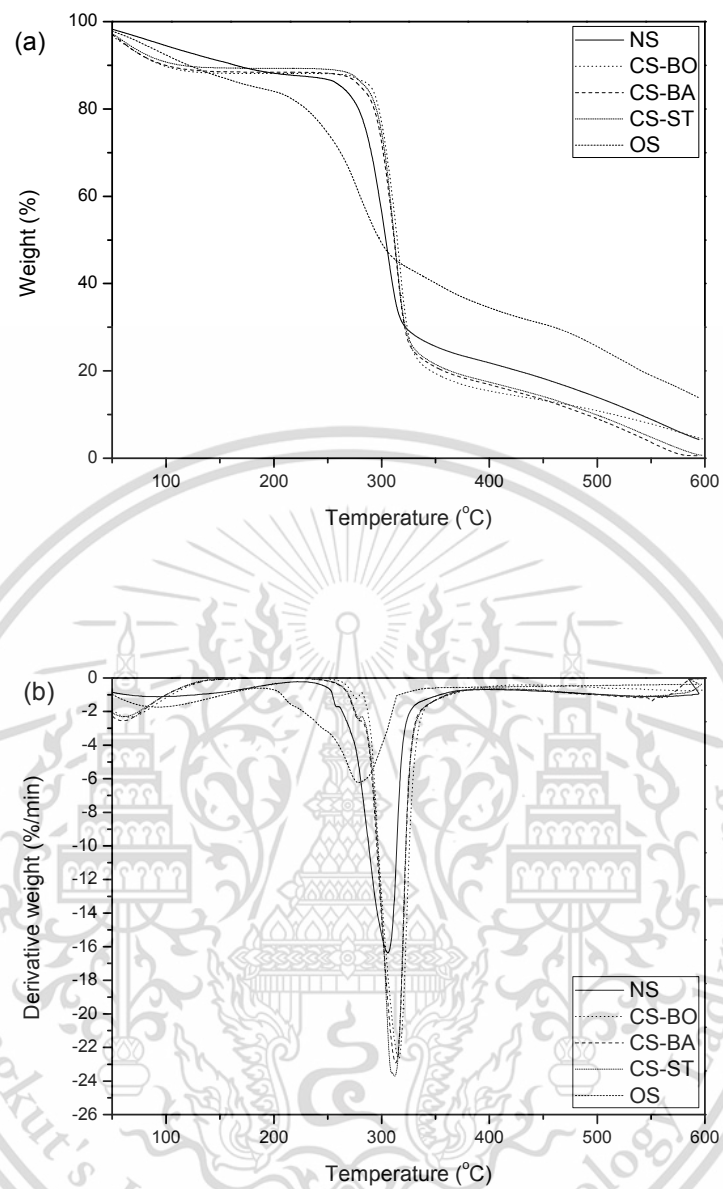 (a)
100
80
60
40
20
0
Weight (%)
NS
CS-BO
CS-BA
CS-ST
OS
100 200 300 400 500 600
Temperature (°C)
(b)
0
-2
-4
-6
-8
-10
-12
-14
-16
-18
-20
-22
-24
-26
Derivative weight (%/min)
NS
CS-BO
CS-BA
CS-ST
OS
100 200 300 400 500 600
Temperature (°C)